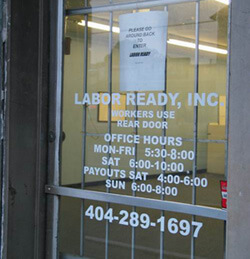 PLEASE GO
AROUND BACK
TO
ENTER
LABOR READY
LABOR READY, INC
WORKERS USE
REAR DOOR
OFFICE HOURS
MON-FRI 5:30-8:00
SAT 6:00-10:00
PAYOUTS SAT 4:00-6:00
SUN 6:00-8:00
404-289-1697